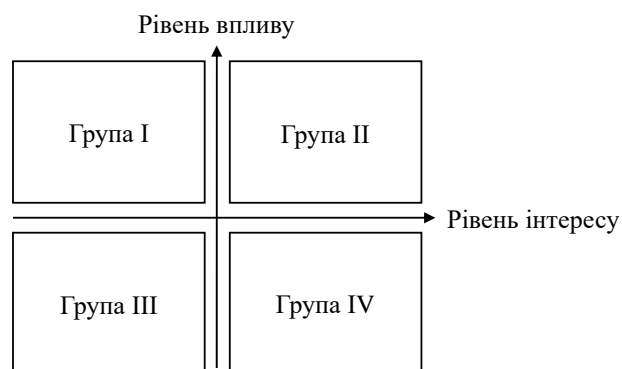 Рівень впливу
Група I
Група II
Рівень інтересу
Група III
Група IV